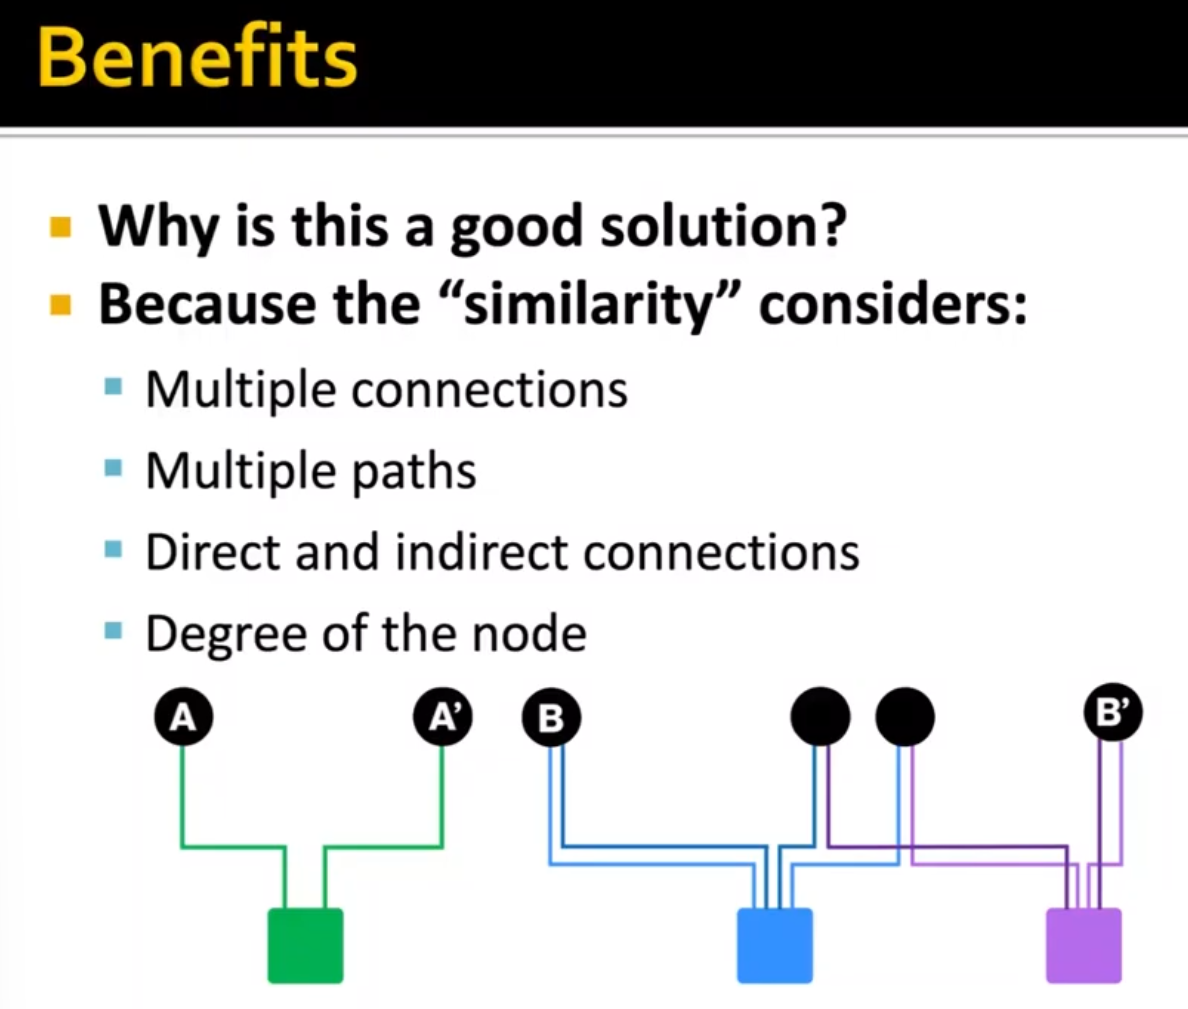 Benefits
Why is this a good solution?
Because the “similarity” considers:
Multiple connections
Multiple paths
Direct and indirect connections
Degree of the node
A A’ B B’